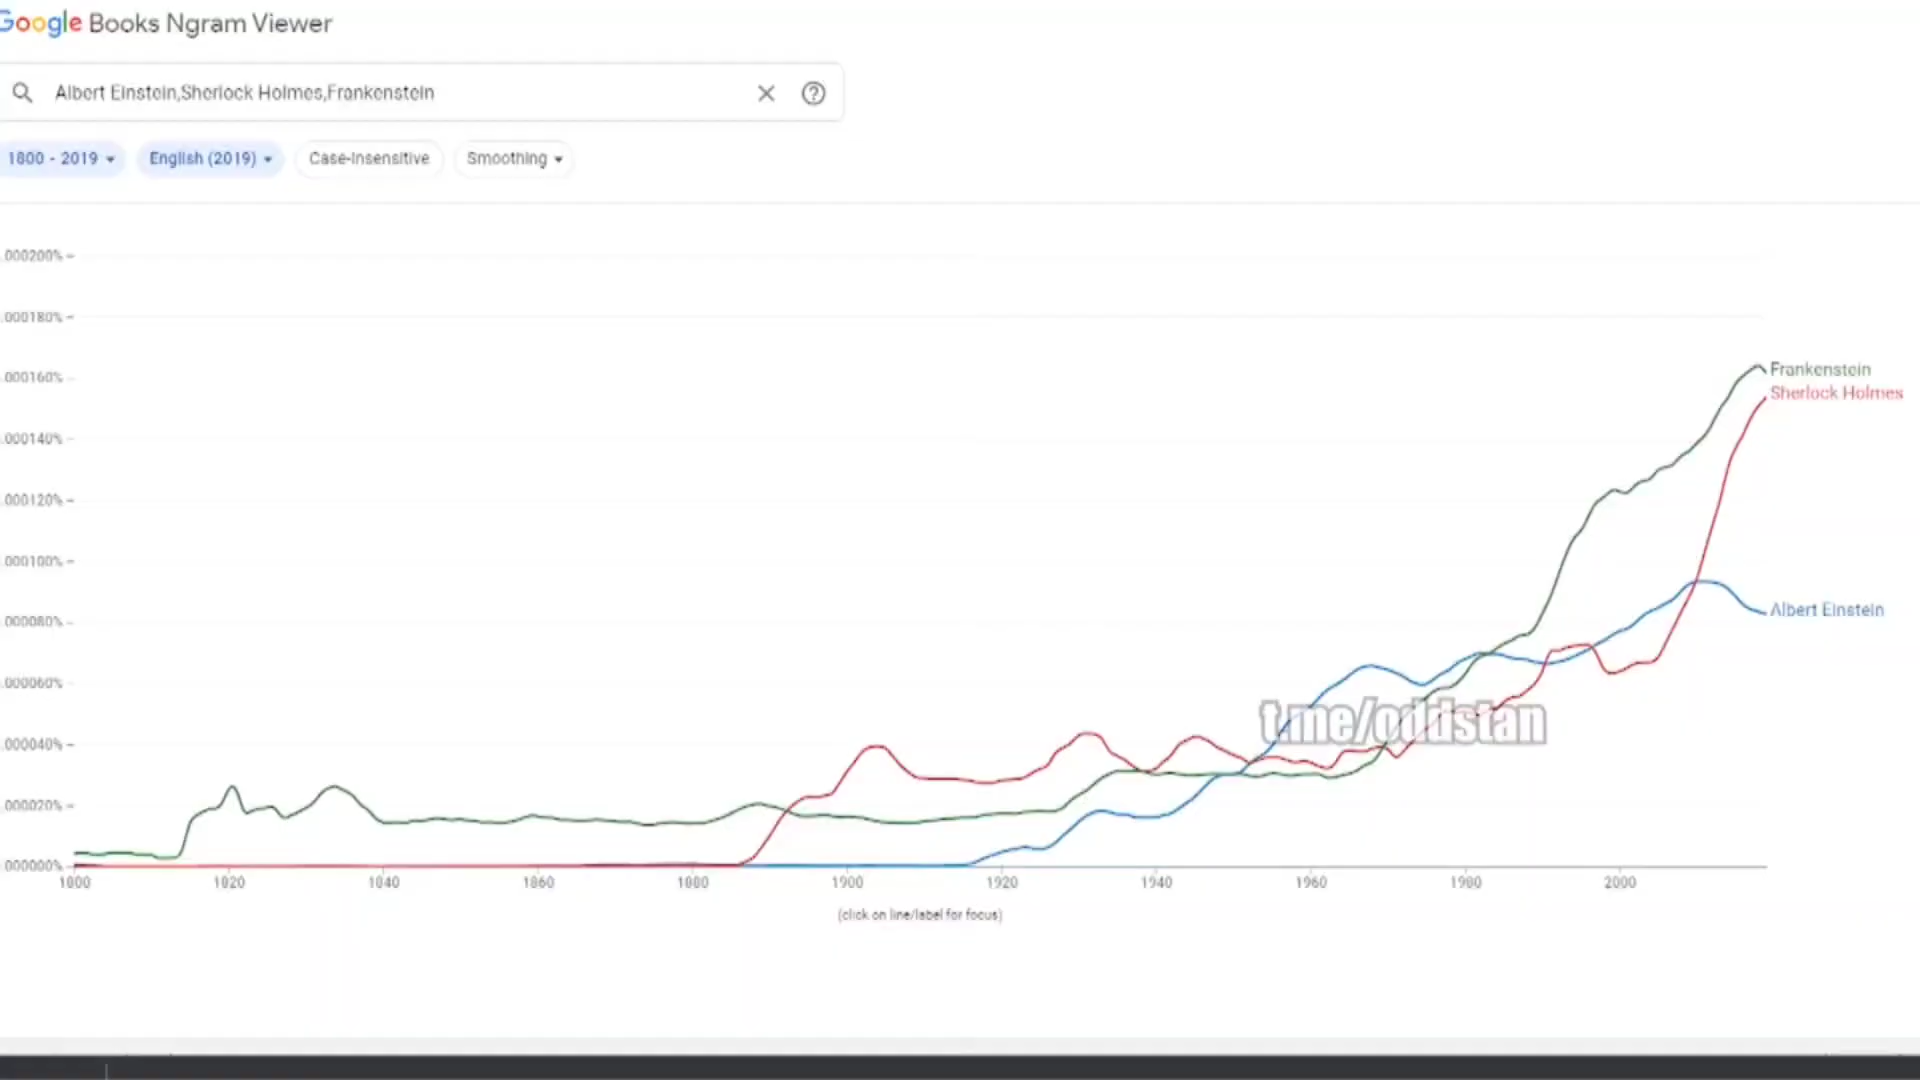 Google Books Ngram Viewer
Albert Einstein,Sherlock Holmes,Frankenstein
1800 - 2019
English (2019)
Case-Insensitive
Smoothing
.000200%
.000180%
.000160%
Frankenstein
Sherlock Holmes
.000140%
.000120%
.000100%
.000080%
Albert Einstein
.000060%
t.me/oddstan
.000040%
.000020%
.000000%
1800 1820 1840 1860 1880 1900 1920 1940 1960 1980 2000
(click on line/label for focus)